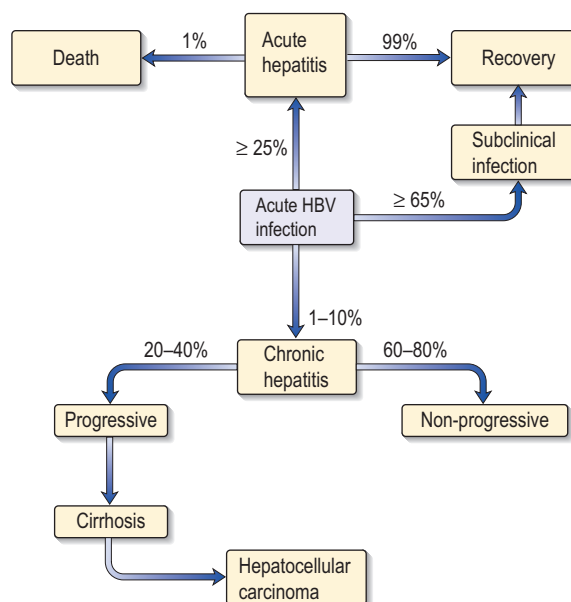 Death
1%
Acute
hepatitis
99%
Recovery
≥ 25%
Subclinical
infection
Acute HBV
infection
≥ 65%
1–10%
20–40%
Chronic
hepatitis
60–80%
Progressive
Non-progressive
Cirrhosis
Hepatocellular
carcinoma